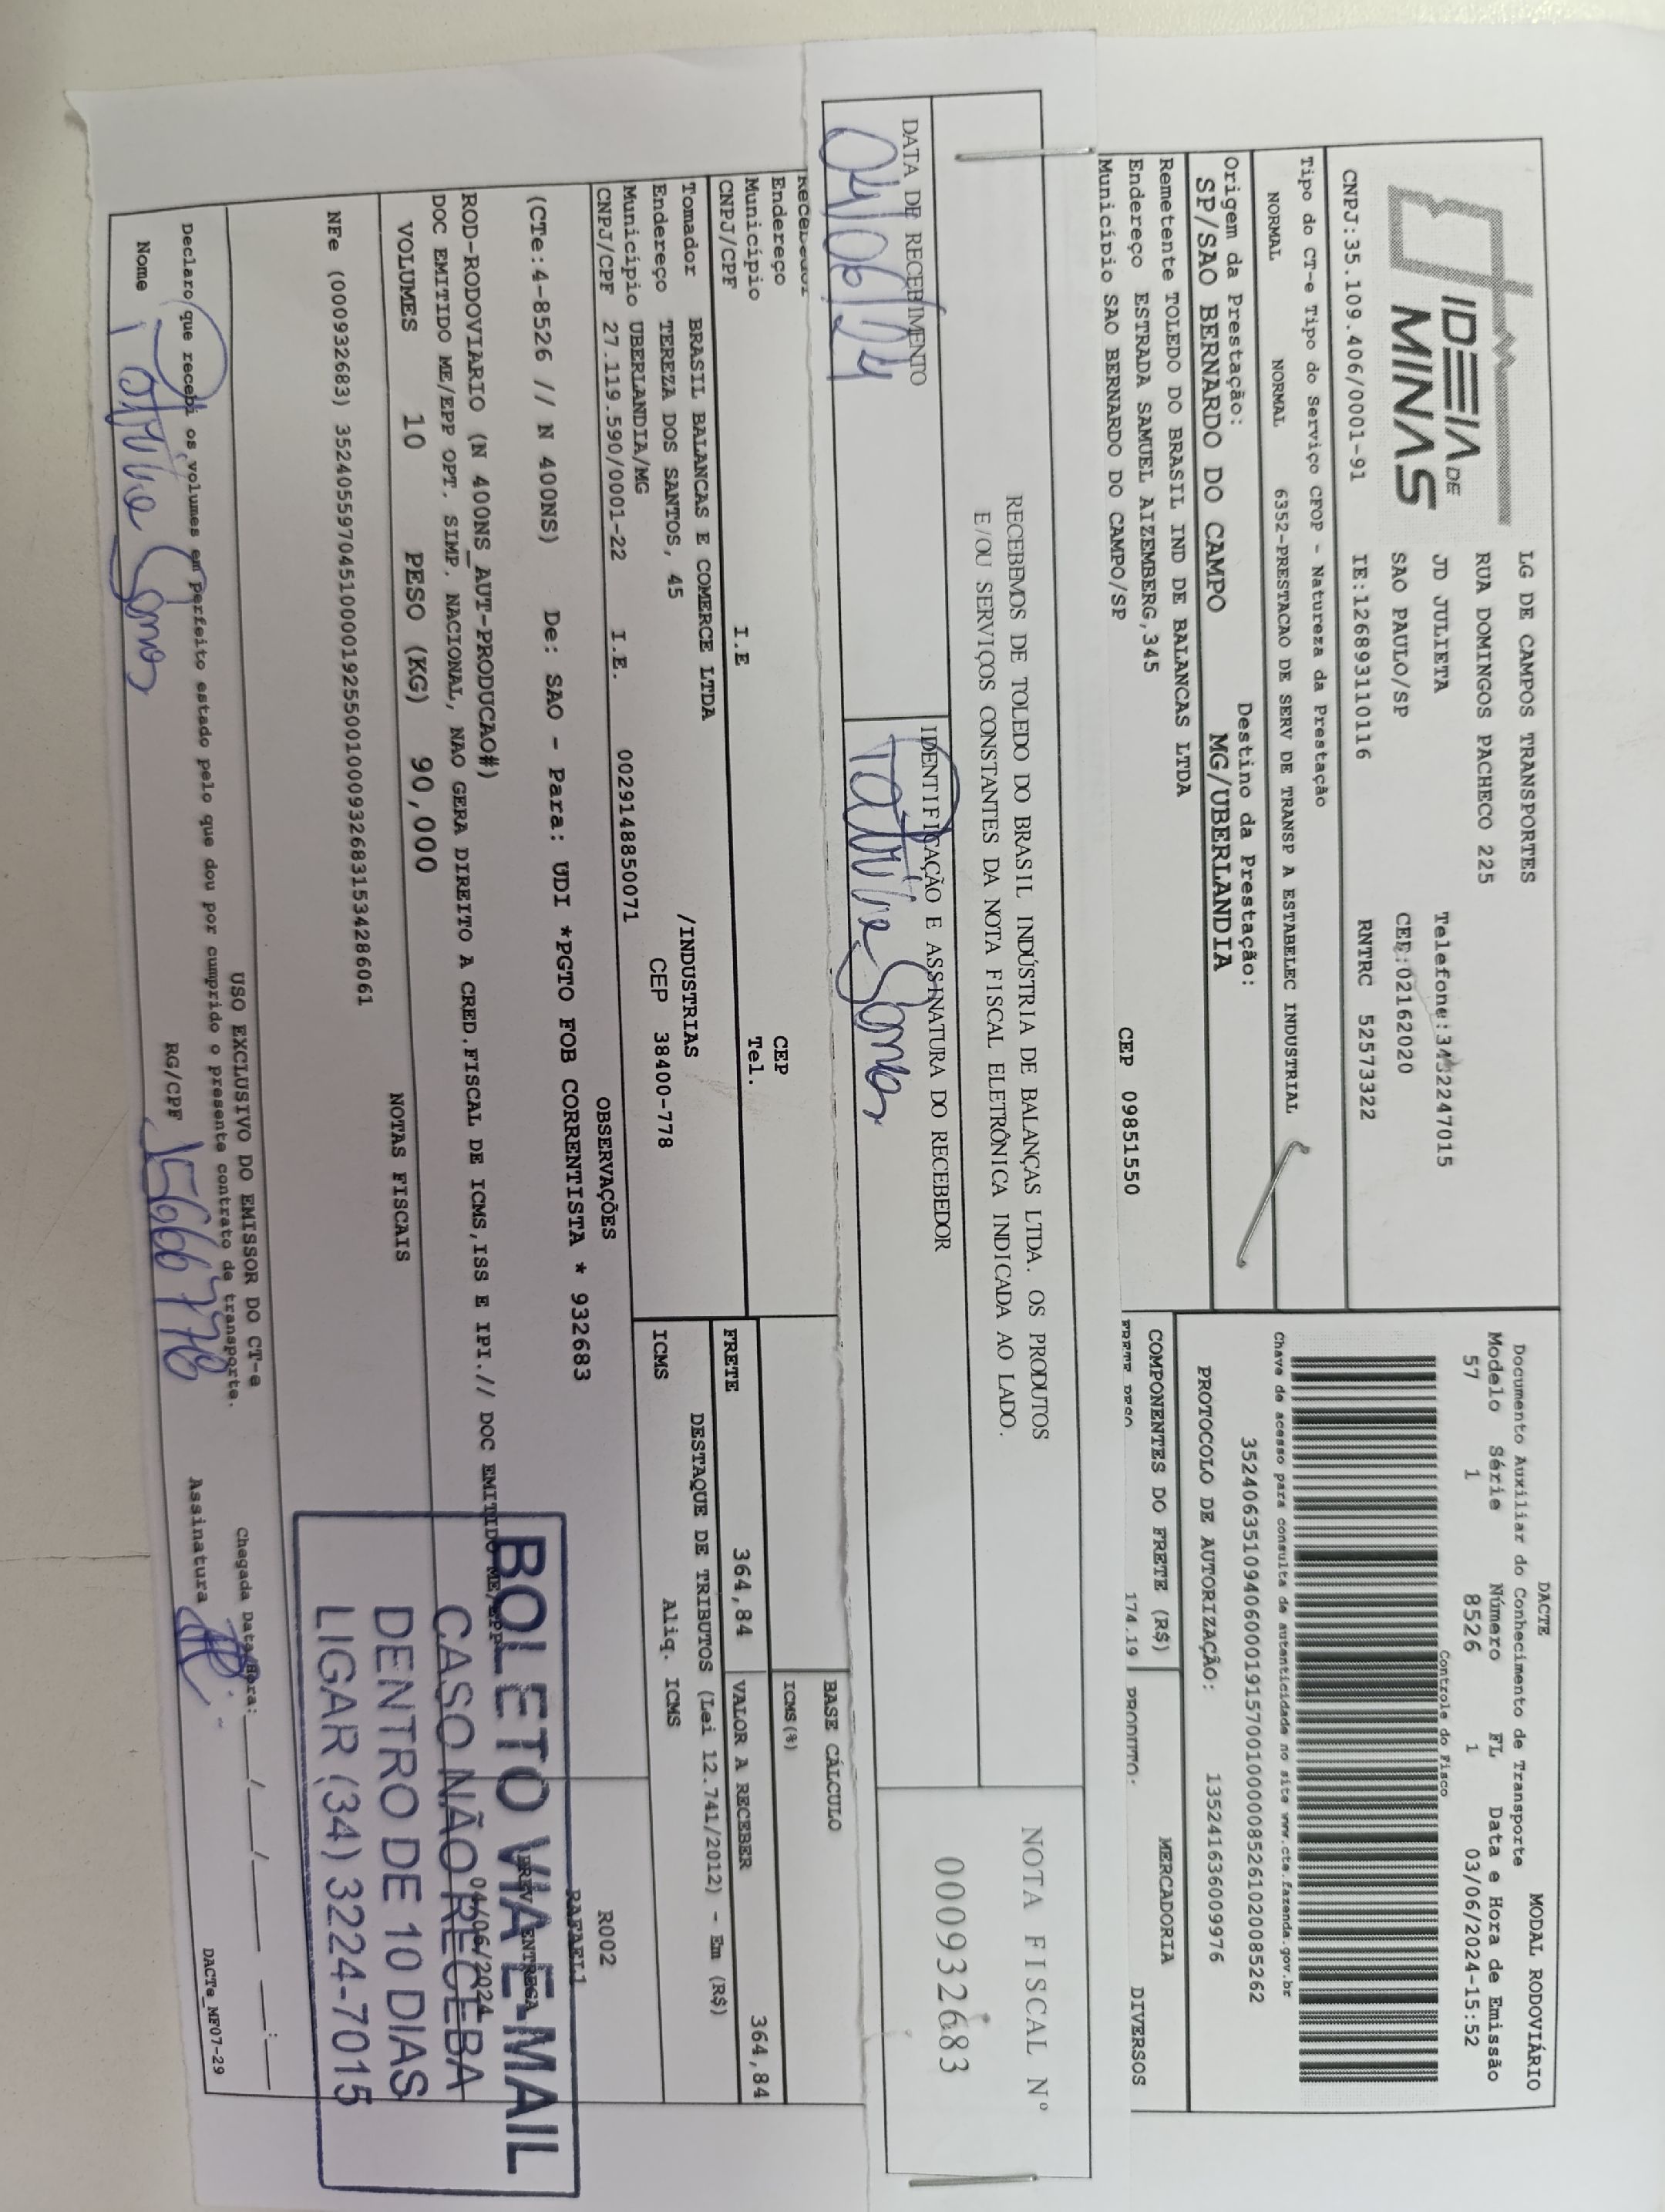 IDEIA DE
MINAS
LG DE CAMPOS TRANSPORTES
RUA DOMINGOS PACHECO 225
JD JULIETA
Telefone:3432247015
SAO PAULO/SP
CEP:02162020
CNPJ:35.109.406/0001-91
IE:126893110116
RNTRC 52573322
DACTE
MODAL RODOVIÁRIO
Documento Auxiliar do Conhecimento de Transporte
Modelo Série Número FL Data e Hora de Emissão
57 1 8526 1 03/06/2024-15:52
Controle do Fisco
Chave de acesso para consulta de autenticidade no site www.cte.fazenda.gov.br
35240635109406000191570010000085261020085262
PROTOCOLO DE AUTORIZAÇÃO: 135241636009976
Tipo do CT-e Tipo do Serviço CFOP - Natureza da Prestação
NORMAL NORMAL 6352-PRESTACAO DE SERV DE TRANSP A ESTABELEC INDUSTRIAL
Origem da Prestação: Destino da Prestação:
SP/SAO BERNARDO DO CAMPO MG/UBERLANDIA
Remetente TOLEDO DO BRASIL IND DE BALANCAS LTDA
Endereço ESTRADA SAMUEL AIZEMBERG,345
Município SAO BERNARDO DO CAMPO/SP CEP 09851550
COMPONENTES DO FRETE (R$) MERCADORIA
FRETE PESO 174,19 PRODUTO: DIVERSOS
RECEBEMOS DE TOLEDO DO BRASIL INDÚSTRIA DE BALANÇAS LTDA. OS PRODUTOS
E/OU SERVIÇOS CONSTANTES DA NOTA FISCAL ELETRÔNICA INDICADA AO LADO.
NOTA FISCAL Nº
000932683
DATA DE RECEBIMENTO
04/06/24
IDENTIFICAÇÃO E ASSINATURA DO RECEBEDOR
Recebedor
Endereço CEP
Município Tel.
CNPJ/CPF I.E
BASE CÁLCULO
ICMS(%)
FRETE 364,84 VALOR A RECEBER 364,84
Tomador BRASIL BALANCAS E COMERCE LTDA
Endereço TEREZA DOS SANTOS, 45 /INDUSTRIAS
Município UBERLANDIA/MG CEP 38400-778
CNPJ/CPF 27.119.590/0001-22 I.E. 0029148850071
DESTAQUE DE TRIBUTOS (Lei 12.741/2012) - Em (R$)
ICMS Aliq. ICMS
OBSERVAÇÕES
R002
RAFAEL1
(CTe:4-8526 // N 400NS) De: SAO - Para: UDI *PGTO FOB CORRENTISTA * 932683
PREV ENTREGA
04/06/2024
ROD-RODOVIARIO (N 400NS_AUT-PRODUCAO#)
DOC EMITIDO ME/EPP OPT. SIMP. NACIONAL, NAO GERA DIREITO A CRED.FISCAL DE ICMS,ISS E IPI.// DOC EMITIDO ME/EPP
VOLUMES 10 PESO (KG) 90,000
NOTAS FISCAIS
NFe (000932683) 35240559704510000192550010009326831534286061
BOLETO VIA E-MAIL
CASO NÃO RECEBA
DENTRO DE 10 DIAS
LIGAR (34) 3224-7015
USO EXCLUSIVO DO EMISSOR DO CT-e
Declaro que recebi os volumes em perfeito estado pelo que dou por cumprido o presente contrato de transporte.
Chegada Data/Hora: ___/___/___ __:__
Nome
RG/CPF
Assinatura
DACTe_MF07-29